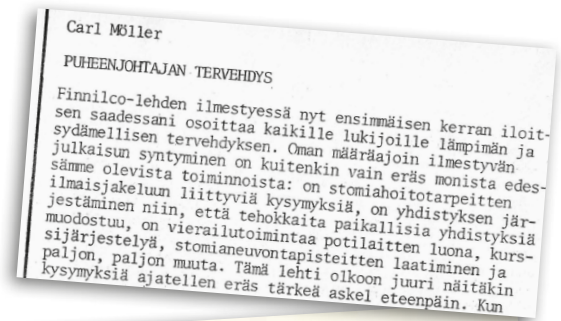 Carl Möller
PUHEENJOHTAJAN TERVEHDYS
Finnilco-lehden ilmestyessä nyt ensimmäisen kerran iloit-
sen saadessani osoittaa kaikille lukijoille lämpimän ja
sydämellisen tervehdyksen. Oman määräajoin ilmestyvän
julkaisun syntyminen on kuitenkin vain eräs monista edes-
sämme olevista toiminnoista: on stomiahoitotarpeitten
ilmaisjakeluun liittyviä kysymyksiä, on yhdistyksen jär-
jestäminen niin, että tehokkaita paikallisia yhdistyksiä
muodostuu, on vierailutoimintaa potilaitten luona, kurs-
sijärjestelyä, stomianeuvontapisteitten laatiminen ja
paljon, paljon muuta. Tämä lehti olkoon juuri näitäkin
kysymyksiä ajatellen eräs tärkeä askel eteenpäin. Kun